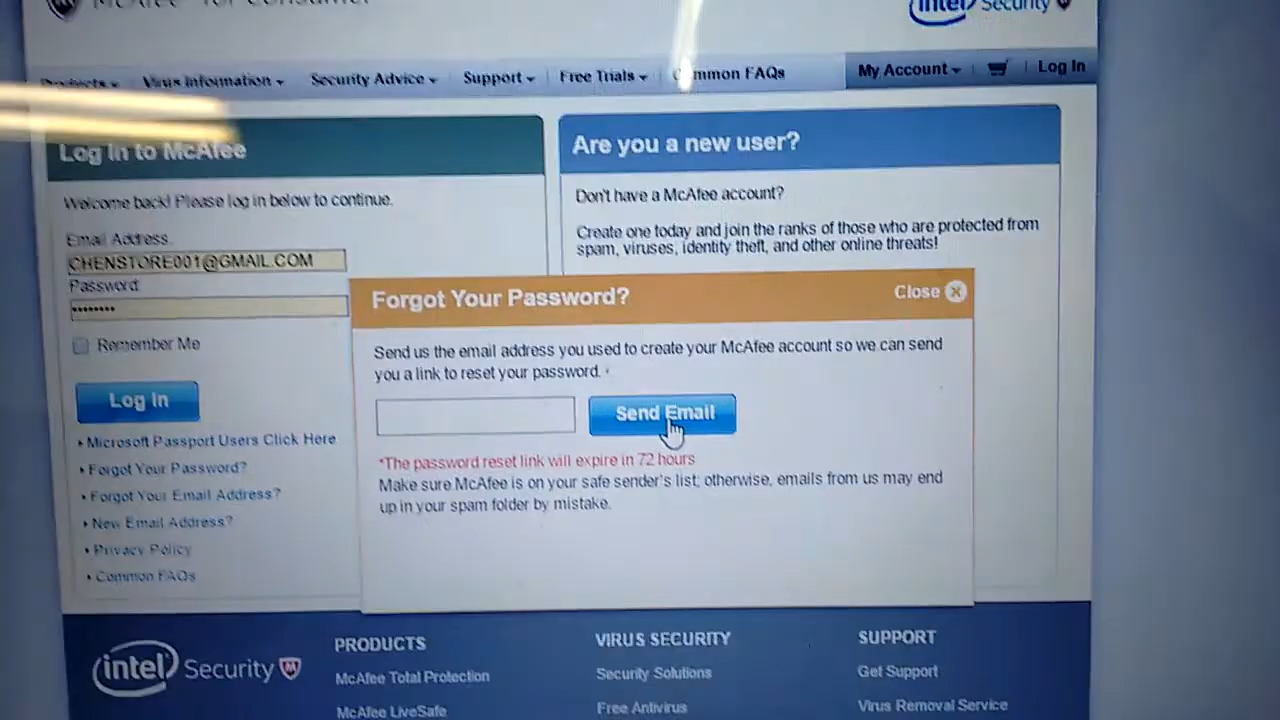 McAfee for Consumer
intel Security
Products
Virus Information
Security Advice
Support
Free Trials
Common FAQs
My Account
Log In
Log In to McAfee
Welcome back! Please log in below to continue.
Email Address
CHENSTORE001@GMAIL.COM
Password
••••••••
Remember Me
Log In
Microsoft Passport Users Click Here
Forgot Your Password?
Forgot Your Email Address?
New Email Address?
Privacy Policy
Common FAQs
Are you a new user?
Don't have a McAfee account?
Create one today and join the ranks of those who are protected from
spam, viruses, identity theft, and other online threats!
Forgot Your Password?
Close
Send us the email address you used to create your McAfee account so we can send
you a link to reset your password. *
Send Email
*The password reset link will expire in 72 hours
Make sure McAfee is on your safe sender's list; otherwise, emails from us may end
up in your spam folder by mistake.
intel Security
PRODUCTS
McAfee Total Protection
McAfee LiveSafe
VIRUS SECURITY
Security Solutions
Free Antivirus
SUPPORT
Get Support
Virus Removal Service